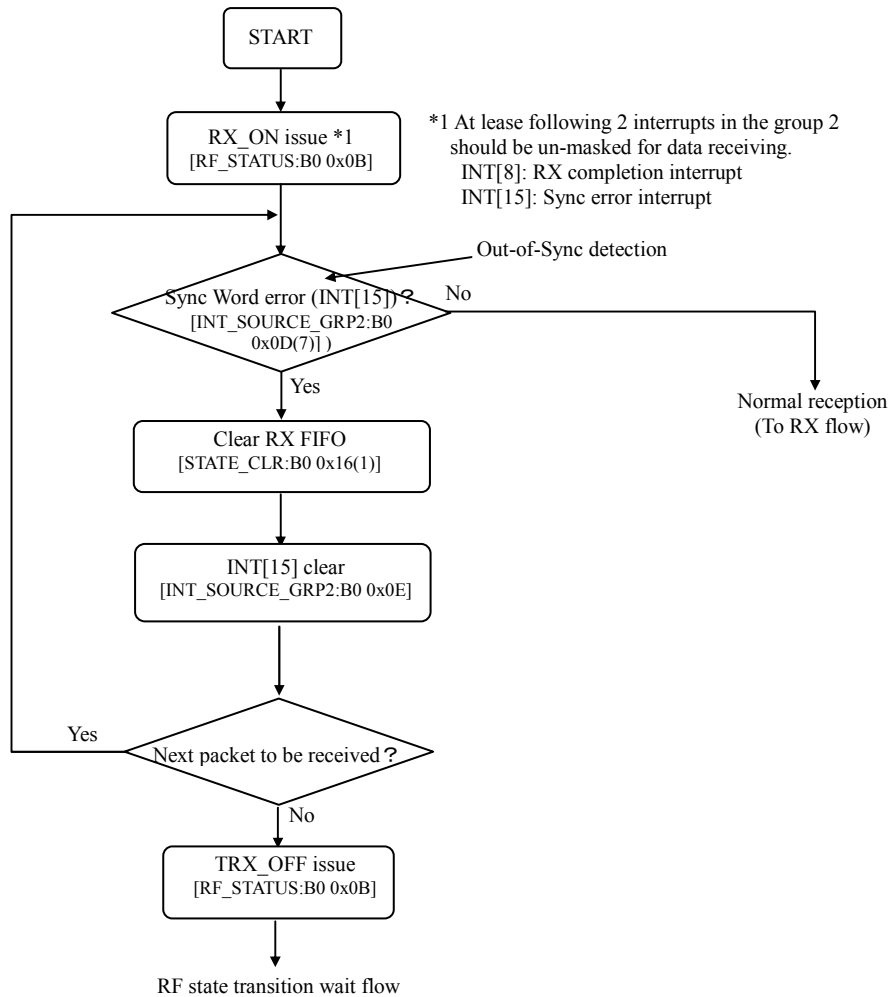 START
RX_ON issue *1
[RF_STATUS:B0 0x0B]
*1 At lease following 2 interrupts in the group 2
should be un-masked for data receiving.
INT[8]: RX completion interrupt
INT[15]: Sync error interrupt
Out-of-Sync detection
Sync Word error (INT[15])?
[INT_SOURCE_GRP2:B0
0x0D(7)] )
No
Yes
Normal reception
(To RX flow)
Clear RX FIFO
[STATE_CLR:B0 0x16(1)]
INT[15] clear
[INT_SOURCE_GRP2:B0 0x0E]
Yes
Next packet to be received?
No
TRX_OFF issue
[RF_STATUS:B0 0x0B]
RF state transition wait flow